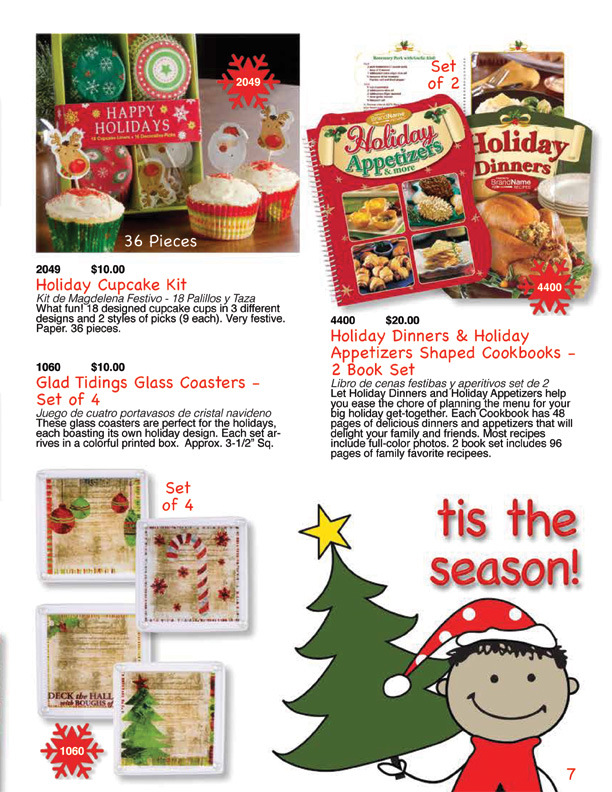 HAPPY
HOLIDAYS
2049
36 Pieces
2049 $10.00
Holiday Cupcake Kit
Kit de Magdelena Festivo - 18 Palillos y Taza
What fun! 18 designed cupcake cups in 3 different
designs and 2 styles of picks (9 each). Very festive.
Paper. 36 pieces.
1060 $10.00
Glad Tidings Glass Coasters –
Set of 4
Juego de cuatro portavasos de cristal navideno
These glass coasters are perfect for the holidays,
each boasting its own holiday design. Each set ar-
rives in a colorful printed box. Approx. 3-1/2" Sq.
Set
of 4
DECK the HALL
with BOUGHS of
1060
Set
of 2
BrandName
Holiday
Appetizers
& more
Holiday
Dinners
BrandName
RECIPES
4400
4400 $20.00
Holiday Dinners & Holiday
Appetizers Shaped Cookbooks –
2 Book Set
Libro de cenas festibas y aperitivos set de 2
Let Holiday Dinners and Holiday Appetizers help
you ease the chore of planning the menu for your
big holiday get-together. Each Cookbook has 48
pages of delicious dinners and appetizers that will
delight your family and friends. Most recipes
include full-color photos. 2 book set includes 96
pages of family favorite recipees.
tis the
season!
7